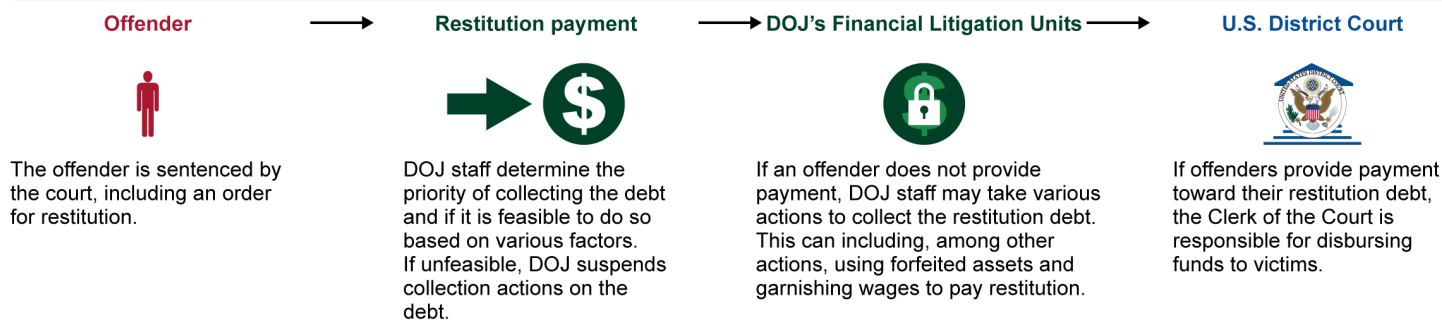 Offender
Restitution payment
DOJ's Financial Litigation Units
U.S. District Court
$
$
UNITED STATES DISTRICT COURT
The offender is sentenced by
the court, including an order
for restitution.
DOJ staff determine the
priority of collecting the debt
and if it is feasible to do so
based on various factors.
If unfeasible, DOJ suspends
collection actions on the
debt.
If an offender does not provide
payment, DOJ staff may take various
actions to collect the restitution debt.
This can including, among other
actions, using forfeited assets and
garnishing wages to pay restitution.
If offenders provide payment
toward their restitution debt,
the Clerk of the Court is
responsible for disbursing
funds to victims.